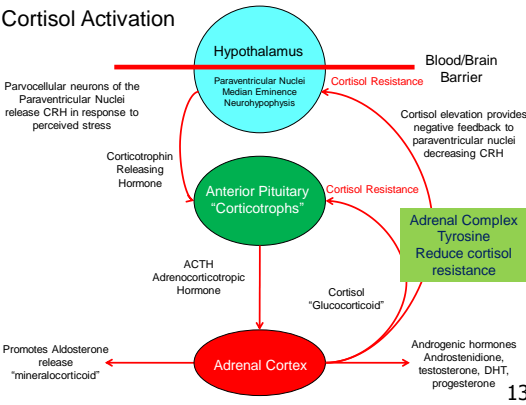 Cortisol Activation
Hypothalamus
Blood/Brain
Barrier
Paraventricular Nuclei
Median Eminence
Neurohypophysis
Cortisol Resistance
Parvocellular neurons of the
Paraventricular Nuclei
release CRH in response to
perceived stress
Cortisol elevation provides
negative feedback to
paraventricular nuclei
decreasing CRH
Corticotrophin
Releasing
Hormone
Anterior Pituitary
“Corticotrophs”
Cortisol Resistance
Adrenal Complex
Tyrosine
Reduce cortisol
resistance
ACTH
Adrenocorticotropic
Hormone
Cortisol
“Glucocorticoid”
Promotes Aldosterone
release
“mineralocorticoid”
Adrenal Cortex
Androgenic hormones
Androstenidione,
testosterone, DHT,
progesterone
13